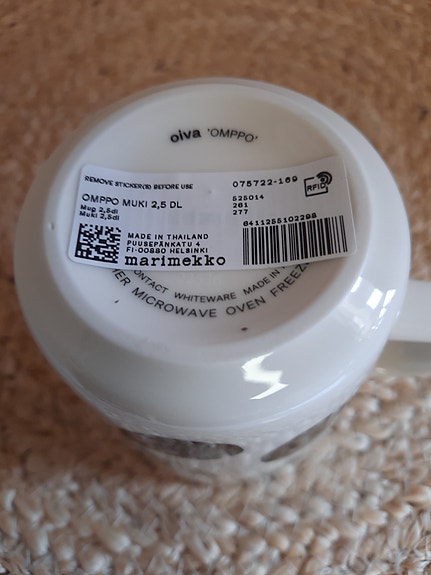 oiva 'OMPPO'
REMOVE STICKER(S) BEFORE USE
075722-169
RFID
OMPPO MUKI 2,5 DL
Mug 2,5dl
Muki 2,5dl
525014
261
277
MADE IN THAILAND
PUUSEPÄNKATU 4
FI-00880 HELSINKI
marimekko
6411255102298
CONTACT WHITEWARE MADE IN
MICROWAVE OVEN